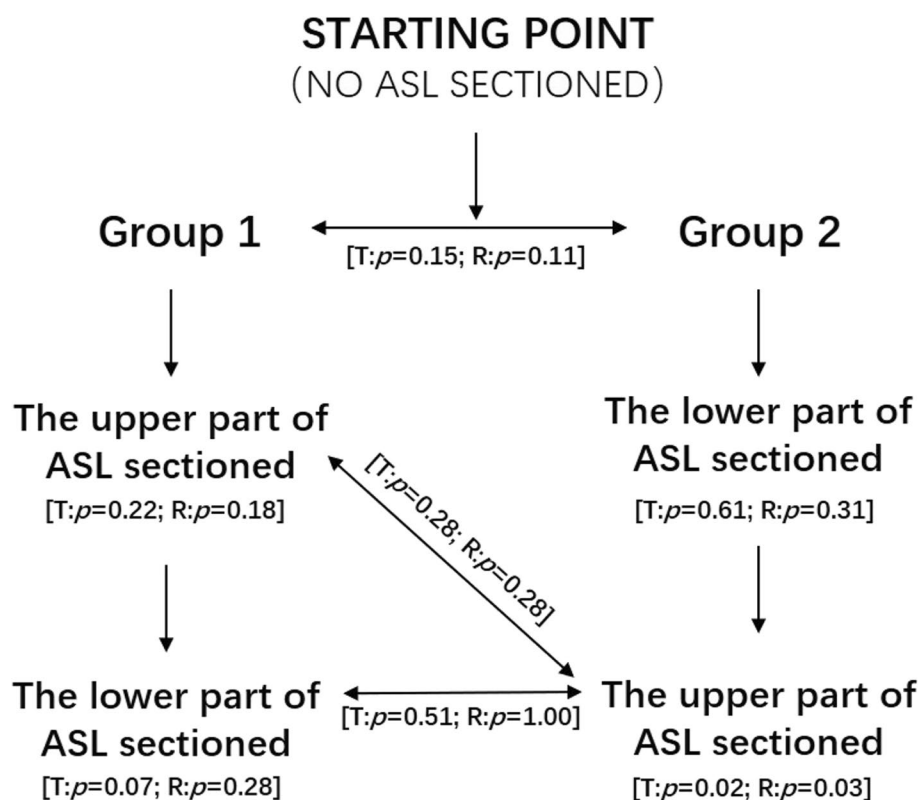 STARTING POINT
(NO ASL SECTIONED)
Group 1
Group 2
[T:p=0.15; R:p=0.11]
The upper part of
ASL sectioned
[T:p=0.22; R:p=0.18]
The lower part of
ASL sectioned
[T:p=0.61; R:p=0.31]
[T:p=0.28; R:p=0.28]
The lower part of
ASL sectioned
[T:p=0.07; R:p=0.28]
[T:p=0.51; R:p=1.00]
The upper part of
ASL sectioned
[T:p=0.02; R:p=0.03]